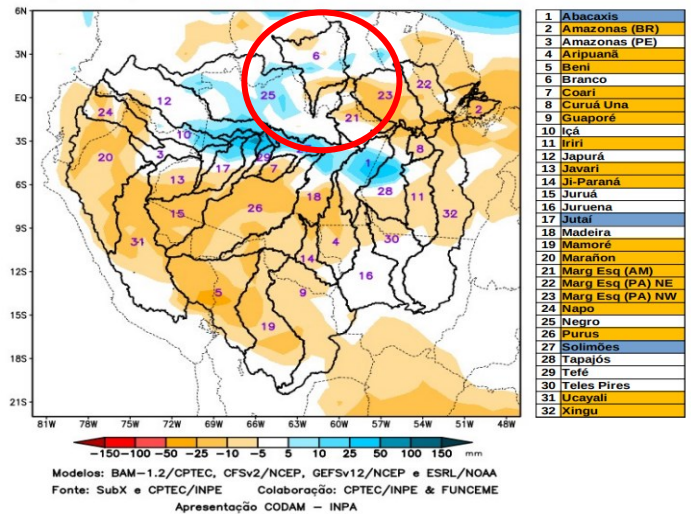 6N
3N
EQ
3S
6S
9S
12S
15S
18S
21S
81W 78W 75W 72W 69W 66W 63W 60W 57W 54W 51W 48W
6
22
25
23
12
24
2
21
10
8
3
29
1
20
7
13
17
28
18
11
26
15
32
31
4
30
14
16
5
9
19
-150 -100 -50 -25 -10 -5 5 10 25 50 100 150 mm
Modelos: BAM-1.2/CPTEC, CFSv2/NCEP, GEFSv12/NCEP e ESRL/NOAA
Fonte: SubX e CPTEC/INPE Colaboração: CPTEC/INPE & FUNCEME
Apresentação CODAM - INPA
1 Abacaxis
2 Amazonas (BR)
3 Amazonas (PE)
4 Aripuanã
5 Beni
6 Branco
7 Coari
8 Curuá Una
9 Guaporé
10 Içá
11 Iriri
12 Japurá
13 Javari
14 Ji-Paraná
15 Juruá
16 Juruena
17 Jutaí
18 Madeira
19 Mamoré
20 Marañon
21 Marg Esq (AM)
22 Marg Esq (PA) NE
23 Marg Esq (PA) NW
24 Napo
25 Negro
26 Purus
27 Solimões
28 Tapajós
29 Tefé
30 Teles Pires
31 Ucayali
32 Xingu